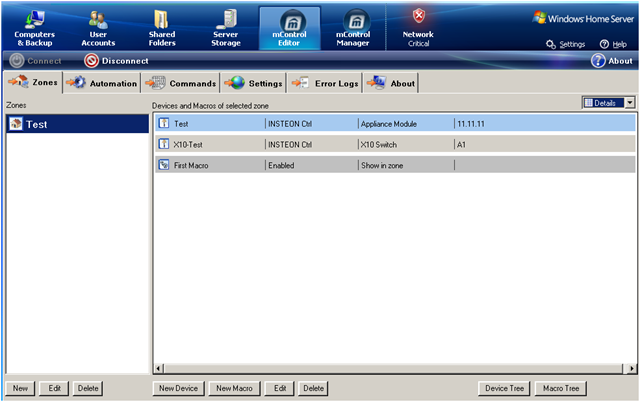 Computers & Backup
User Accounts
Shared Folders
Server Storage
mControl Editor
mControl Manager
Network Critical
Windows Home Server
Settings
Help
Connect
Disconnect
About
Zones
Automation
Commands
Settings
Error Logs
About
Zones
Devices and Macros of selected zone
Details
Test
Test | INSTEON Ctrl | Appliance Module | 11.11.11
X10-Test | INSTEON Ctrl | X10 Switch | A1
First Macro | Enabled | Show in zone |
New
Edit
Delete
New Device
New Macro
Edit
Delete
Device Tree
Macro Tree